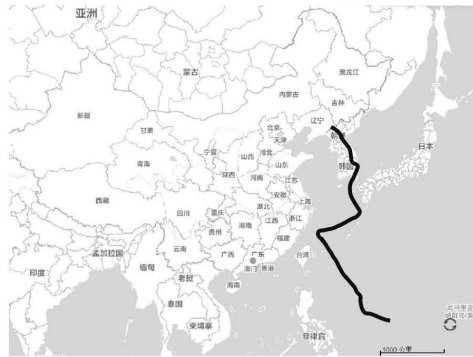 亚洲
黑龙江
蒙古
吉林
内蒙古
辽宁
新疆
北京
天津
日本
甘肃
宁夏
河北
山西
山东
韩国
青海
陕西
河南
江苏
安徽
上海
西藏
湖北
四川
重庆
浙江
江西
湖南
贵州
福建
孟加拉国
云南
台湾
广西
广东
印度
缅甸
澳门
香港
老挝
海南
泰国
菲律宾
柬埔寨
1000 公里